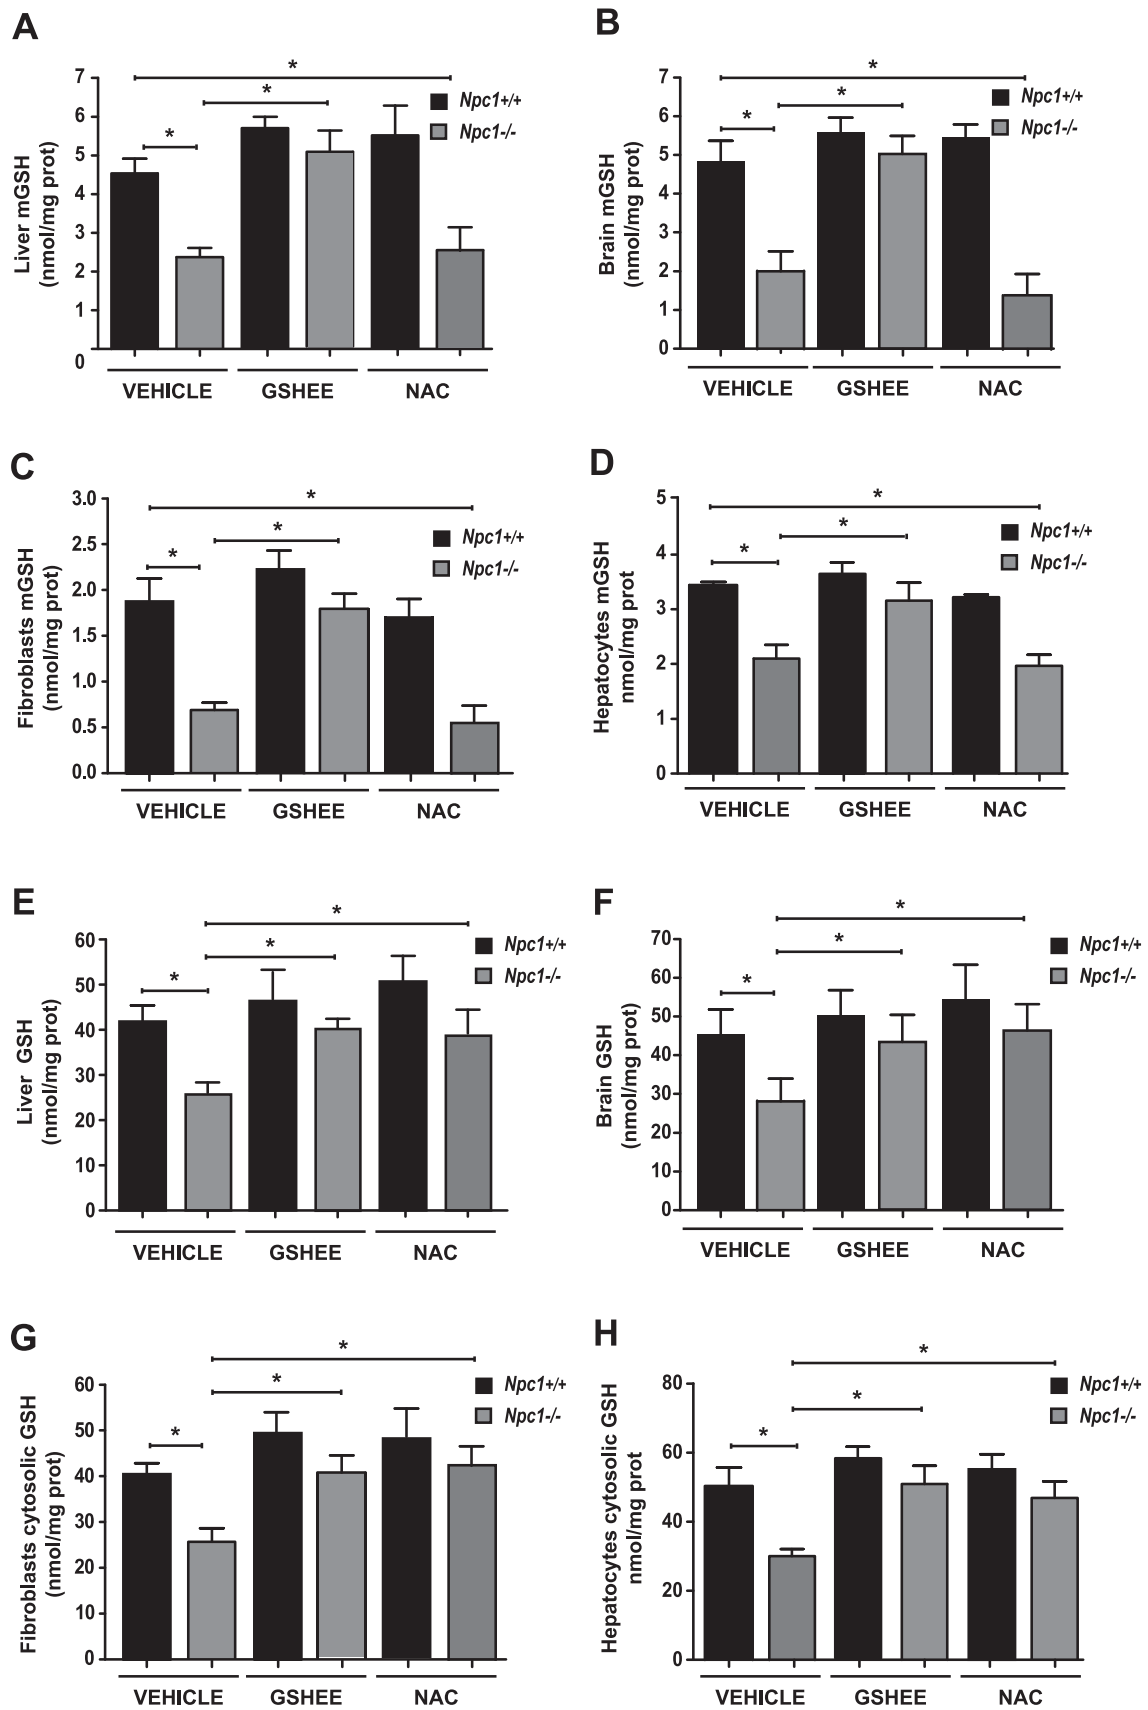 A
Liver mGSH
(nmol/mg prot)
7
6
5
4
3
2
1
0
*
*
*
Npc1+/+
Npc1-/-
VEHICLE GSHEE NAC
B
Brain mGSH
(nmol/mg prot)
7
6
5
4
3
2
1
0
*
*
*
Npc1+/+
Npc1-/-
VEHICLE GSHEE NAC
C
Fibroblasts mGSH
(nmol/mg prot)
3.0
2.5
2.0
1.5
1.0
0.5
0.0
*
*
*
Npc1+/+
Npc1-/-
VEHICLE GSHEE NAC
D
Hepatocytes mGSH
nmol/mg prot
5
4
3
2
1
0
*
*
*
Npc1+/+
Npc1-/-
VEHICLE GSHEE NAC
E
Liver GSH
(nmol/mg prot)
60
50
40
30
20
10
0
*
*
*
Npc1+/+
Npc1-/-
VEHICLE GSHEE NAC
F
Brain GSH
(nmol/mg prot)
70
60
50
40
30
20
10
0
*
*
*
Npc1+/+
Npc1-/-
VEHICLE GSHEE NAC
G
Fibroblasts cytosolic GSH
(nmol/mg prot)
60
50
40
30
20
10
0
*
*
*
Npc1+/+
Npc1-/-
VEHICLE GSHEE NAC
H
Hepatocytes cytosolic GSH
nmol/mg prot
80
60
40
20
0
*
*
*
Npc1+/+
Npc1-/-
VEHICLE GSHEE NAC